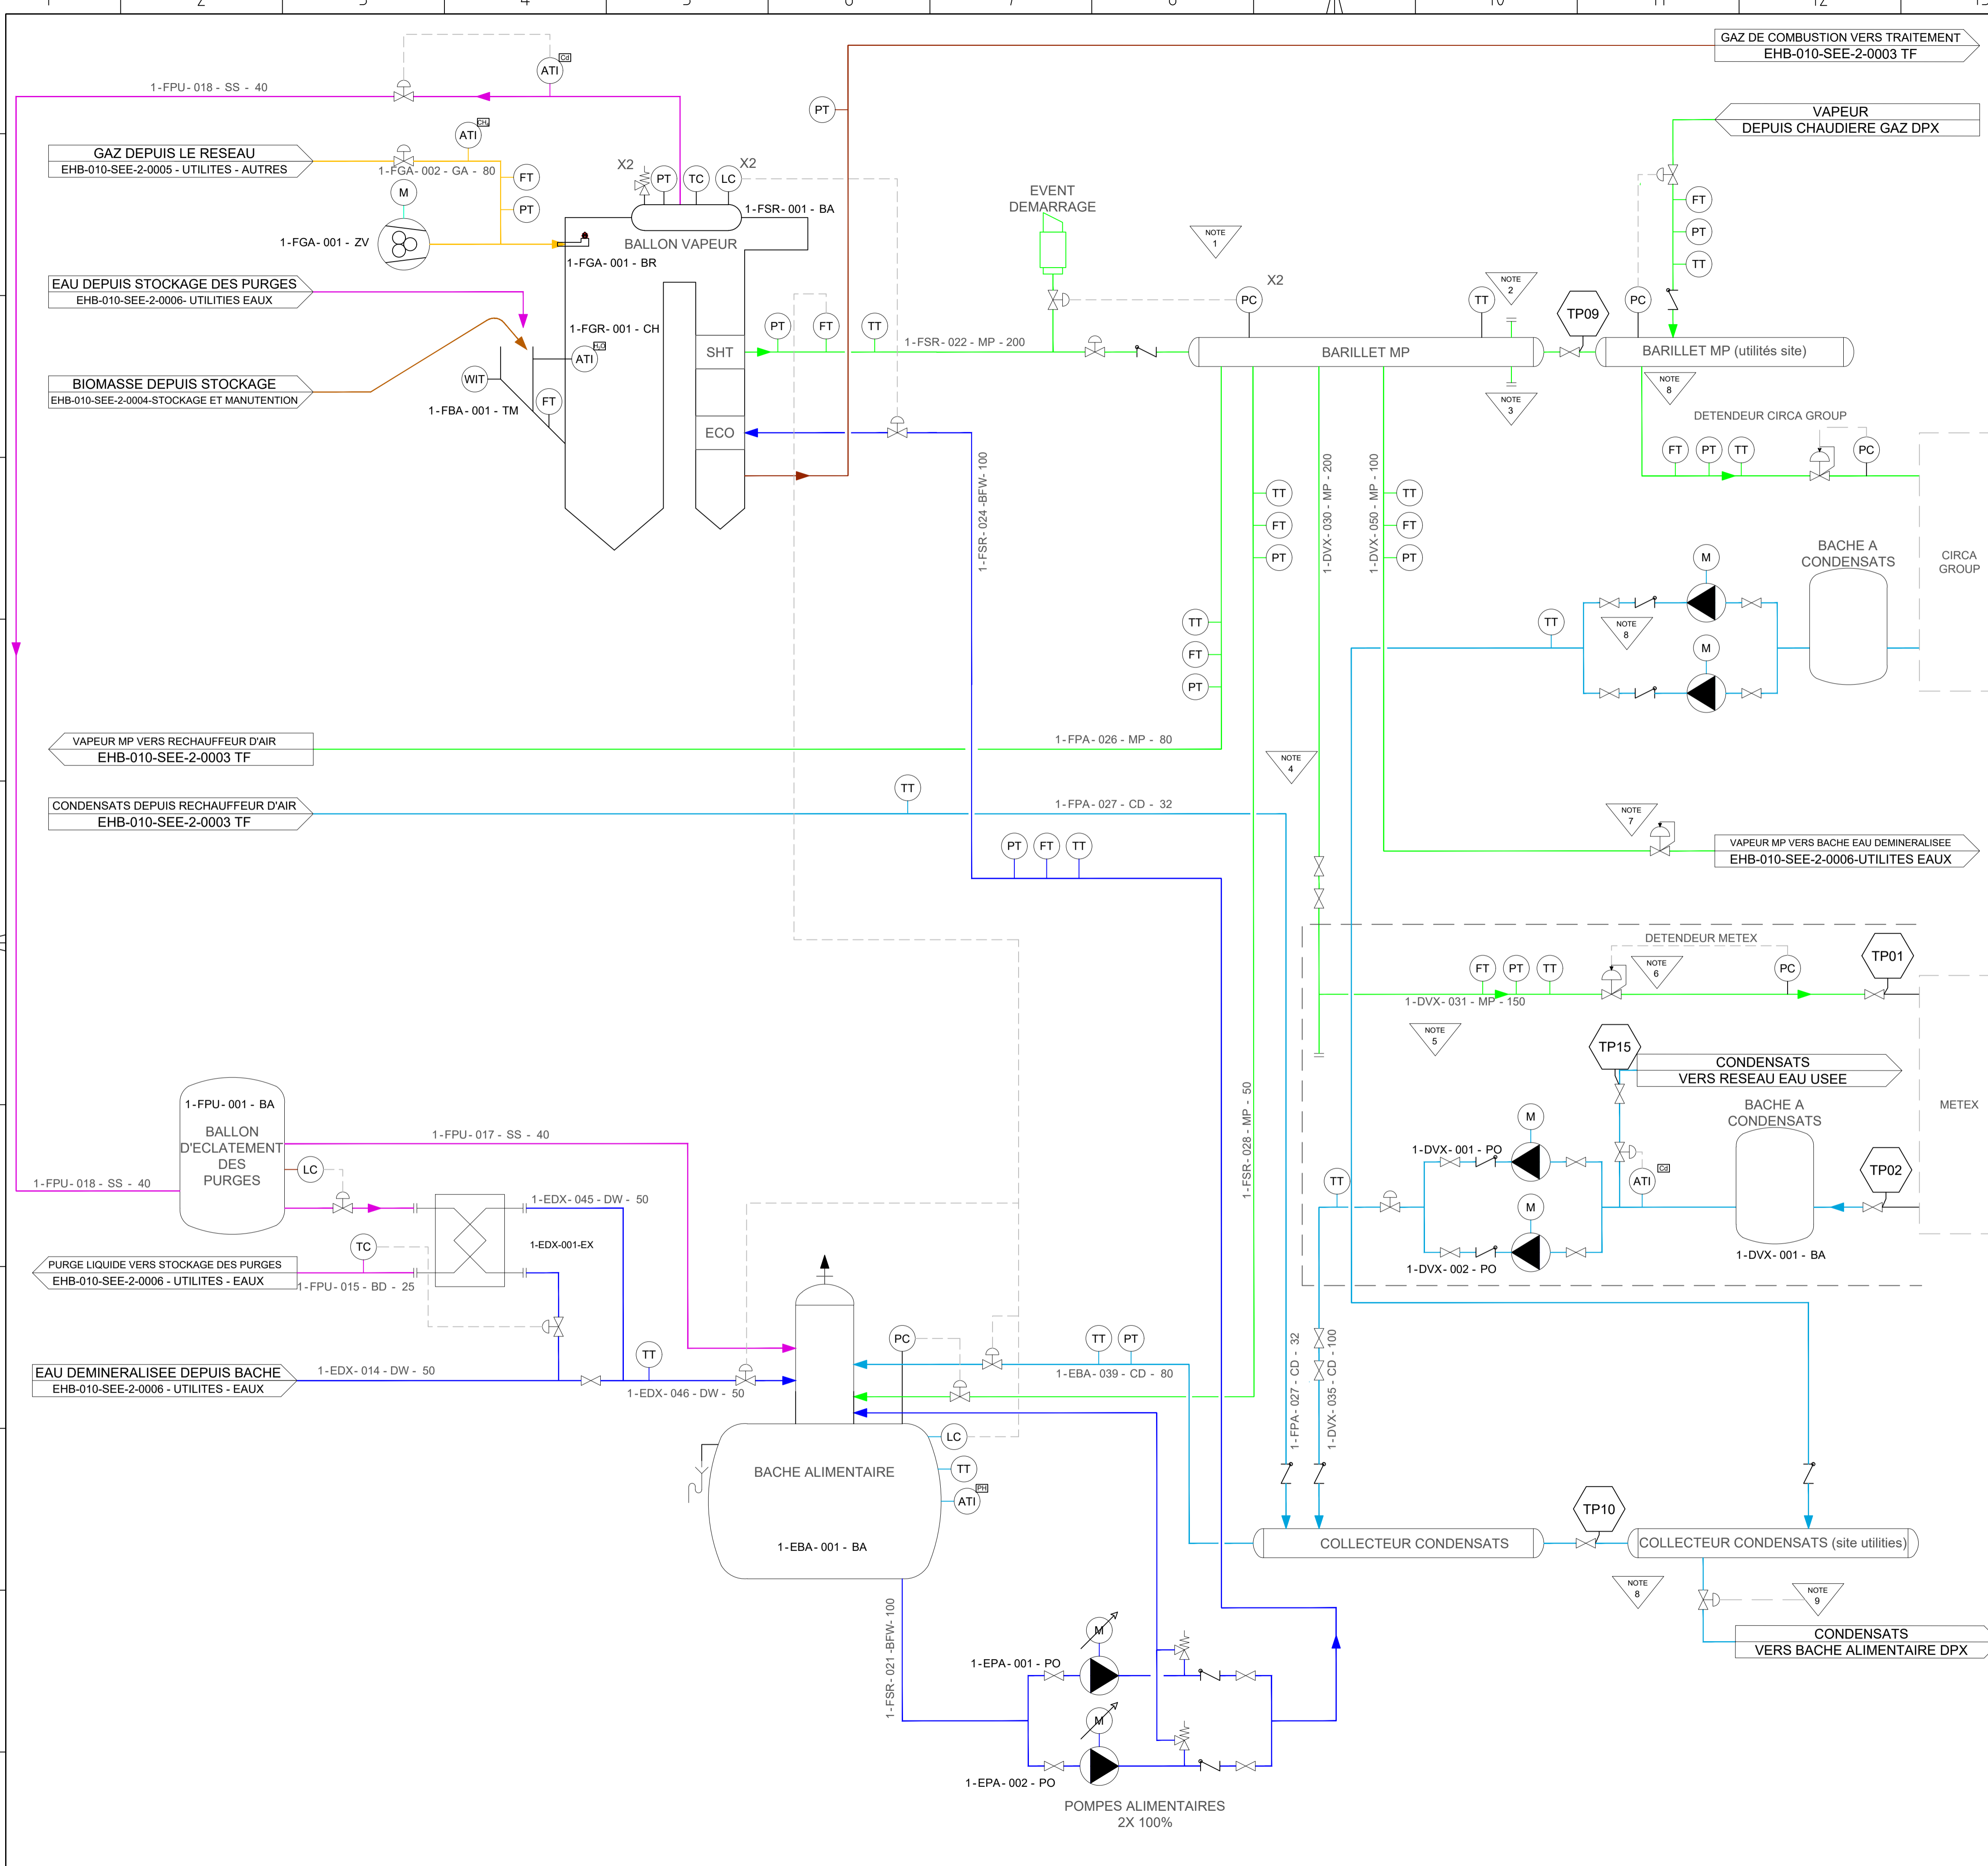 GAZ DE COMBUSTION VERS TRAITEMENT
EHB-010-SEE-2-0003 TF
Cd
ATI
1-FPU-018 - SS - 40
PT
VAPEUR
DEPUIS CHAUDIERE GAZ DPX
CH4
ATI
GAZ DEPUIS LE RESEAU
EHB-010-SEE-2-0005 - UTILITES - AUTRES
1-FGA-002 - GA - 80
FT
PT
M
1-FGA-001 - ZV
X2
PT
TC
LC
X2
1-FSR-001 - BA
BALLON VAPEUR
1-FGA-001 - BR
EVENT
DEMARRAGE
NOTE
1
FT
PT
TT
EAU DEPUIS STOCKAGE DES PURGES
EHB-010-SEE-2-0006- UTILITIES EAUX
1-FGR-001 - CH
H2O
ATI
PT
FT
TT
1-FSR-022 - MP - 200
SHT
PC
X2
TT
NOTE
2
TP09
PC
BARILLET MP
BARILLET MP (utilités site)
NOTE
3
NOTE
8
BIOMASSE DEPUIS STOCKAGE
EHB-010-SEE-2-0004-STOCKAGE ET MANUTENTION
WIT
FT
1-FBA-001 - TM
ECO
DETENDEUR CIRCA GROUP
FT
PT
TT
PC
1-FSR-024 -BFW-100
1-DVX-030 - MP - 200
1-DVX-050 - MP - 100
TT
FT
PT
TT
FT
PT
BACHE A
CONDENSATS
CIRCA
GROUP
M
NOTE
8
M
TT
TT
FT
PT
VAPEUR MP VERS RECHAUFFEUR D'AIR
EHB-010-SEE-2-0003 TF
1-FPA-026 - MP - 80
NOTE
4
CONDENSATS DEPUIS RECHAUFFEUR D'AIR
EHB-010-SEE-2-0003 TF
TT
1-FPA-027 - CD - 32
PT
FT
TT
NOTE
7
VAPEUR MP VERS BACHE EAU DEMINERALISEE
EHB-010-SEE-2-0006-UTILITES EAUX
DETENDEUR METEX
TP01
FT
PT
TT
NOTE
6
PC
1-DVX-031 - MP - 150
NOTE
5
TP15
CONDENSATS
VERS RESEAU EAU USEE
BACHE A
CONDENSATS
METEX
1-FPU-001 - BA
BALLON
D'ECLATEMENT
DES
PURGES
1-FPU-017 - SS - 40
LC
1-FPU-018 - SS - 40
1-FSR-028 - MP - 50
M
1-DVX-001 - PO
TT
Cd
ATI
TP02
M
1-DVX-002 - PO
1-DVX-001 - BA
1-EDX-045 - DW - 50
1-EDX-001-EX
TC
PURGE LIQUIDE VERS STOCKAGE DES PURGES
EHB-010-SEE-2-0006 - UTILITES - EAUX
1-FPU-015 - BD - 25
EAU DEMINERALISEE DEPUIS BACHE
EHB-010-SEE-2-0006 - UTILITES - EAUX
1-EDX-014 - DW - 50
TT
1-EDX-046 - DW - 50
PC
TT
PT
1-EBA-039 - CD - 80
1-FPA-027 - CD - 32
1-DVX-035 - CD - 100
LC
TT
PH
ATI
BACHE ALIMENTAIRE
1-EBA-001 - BA
TP10
COLLECTEUR CONDENSATS
COLLECTEUR CONDENSATS (site utilities)
NOTE
8
NOTE
9
CONDENSATS
VERS BACHE ALIMENTAIRE DPX
1-FSR-021 -BFW-100
M
1-EPA-001 - PO
M
1-EPA-002 - PO
POMPES ALIMENTAIRES
2X 100%